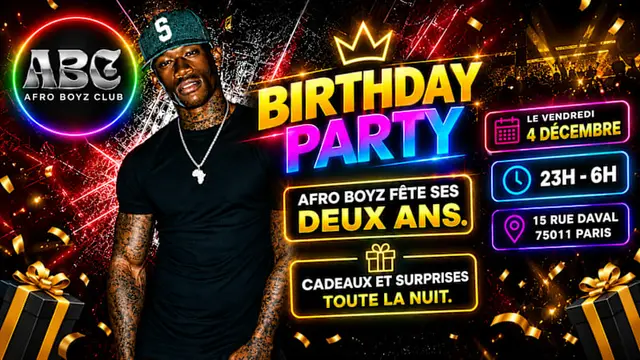 ABC
AFRO BOYZ CLUB
S
BIRTHDAY
PARTY
AFRO BOYZ FÊTE SES
DEUX ANS.
CADEAUX ET SURPRISES
TOUTE LA NUIT.
LE VENDREDI
4 DÉCEMBRE
23H - 6H
15 RUE DAVAL
75011 PARIS